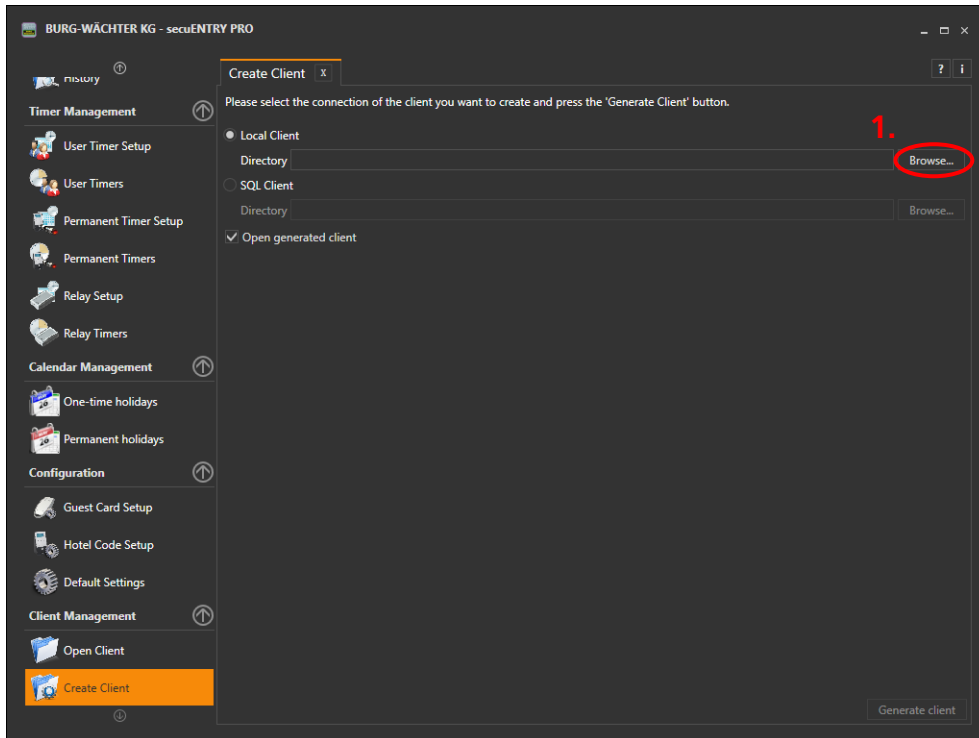 BURG-WÄCHTER KG - secuENTRY PRO
History
Timer Management
User Timer Setup
User Timers
Permanent Timer Setup
Permanent Timers
Relay Setup
Relay Timers
Calendar Management
One-time holidays
Permanent holidays
Configuration
Guest Card Setup
Hotel Code Setup
Default Settings
Client Management
Open Client
Create Client
Create Client X
? i
Please select the connection of the client you want to create and press the 'Generate Client' button.
1.
Local Client
Directory Browse...
SQL Client
Directory Browse...
Open generated client
Generate client